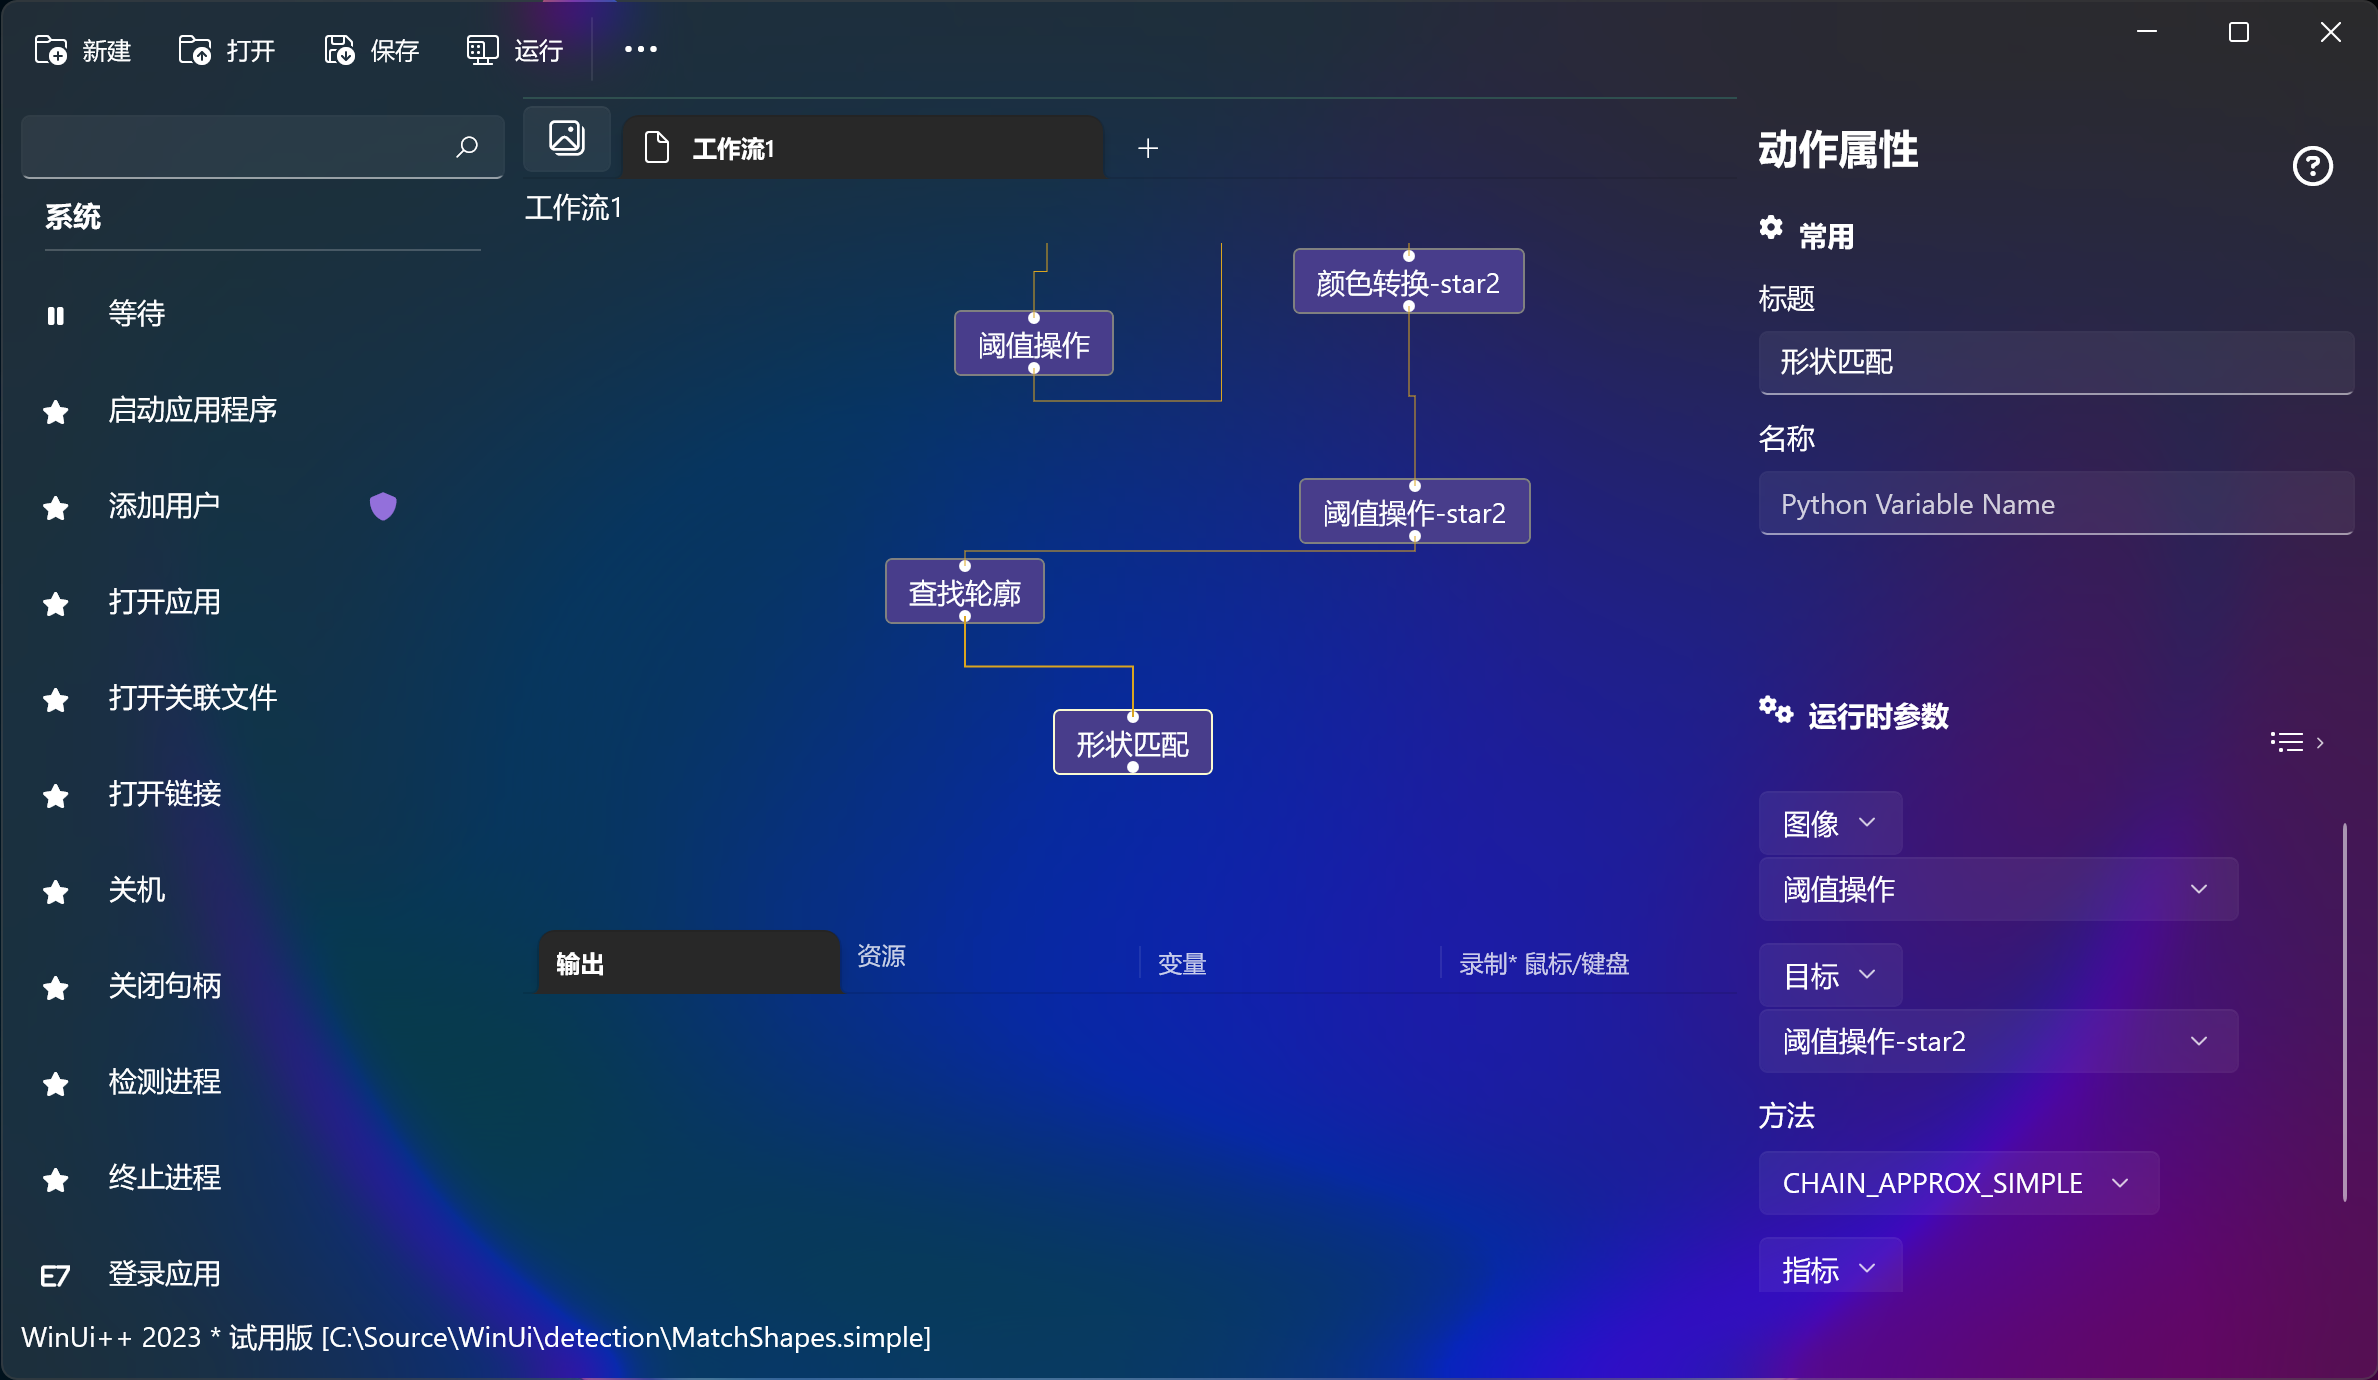 新建
打开
保存
运行
系统
等待
启动应用程序
添加用户
打开应用
打开关联文件
打开链接
关机
关闭句柄
检测进程
终止进程
登录应用
工作流1
工作流1
颜色转换-star2
阈值操作
阈值操作-star2
查找轮廓
形状匹配
输出
资源
变量
录制* 鼠标/键盘
动作属性
常用
标题
形状匹配
名称
Python Variable Name
运行时参数
图像
阈值操作
目标
阈值操作-star2
方法
CHAIN_APPROX_SIMPLE
指标
WinUi++ 2023 * 试用版 [C:\Source\WinUi\detection\MatchShapes.simple]